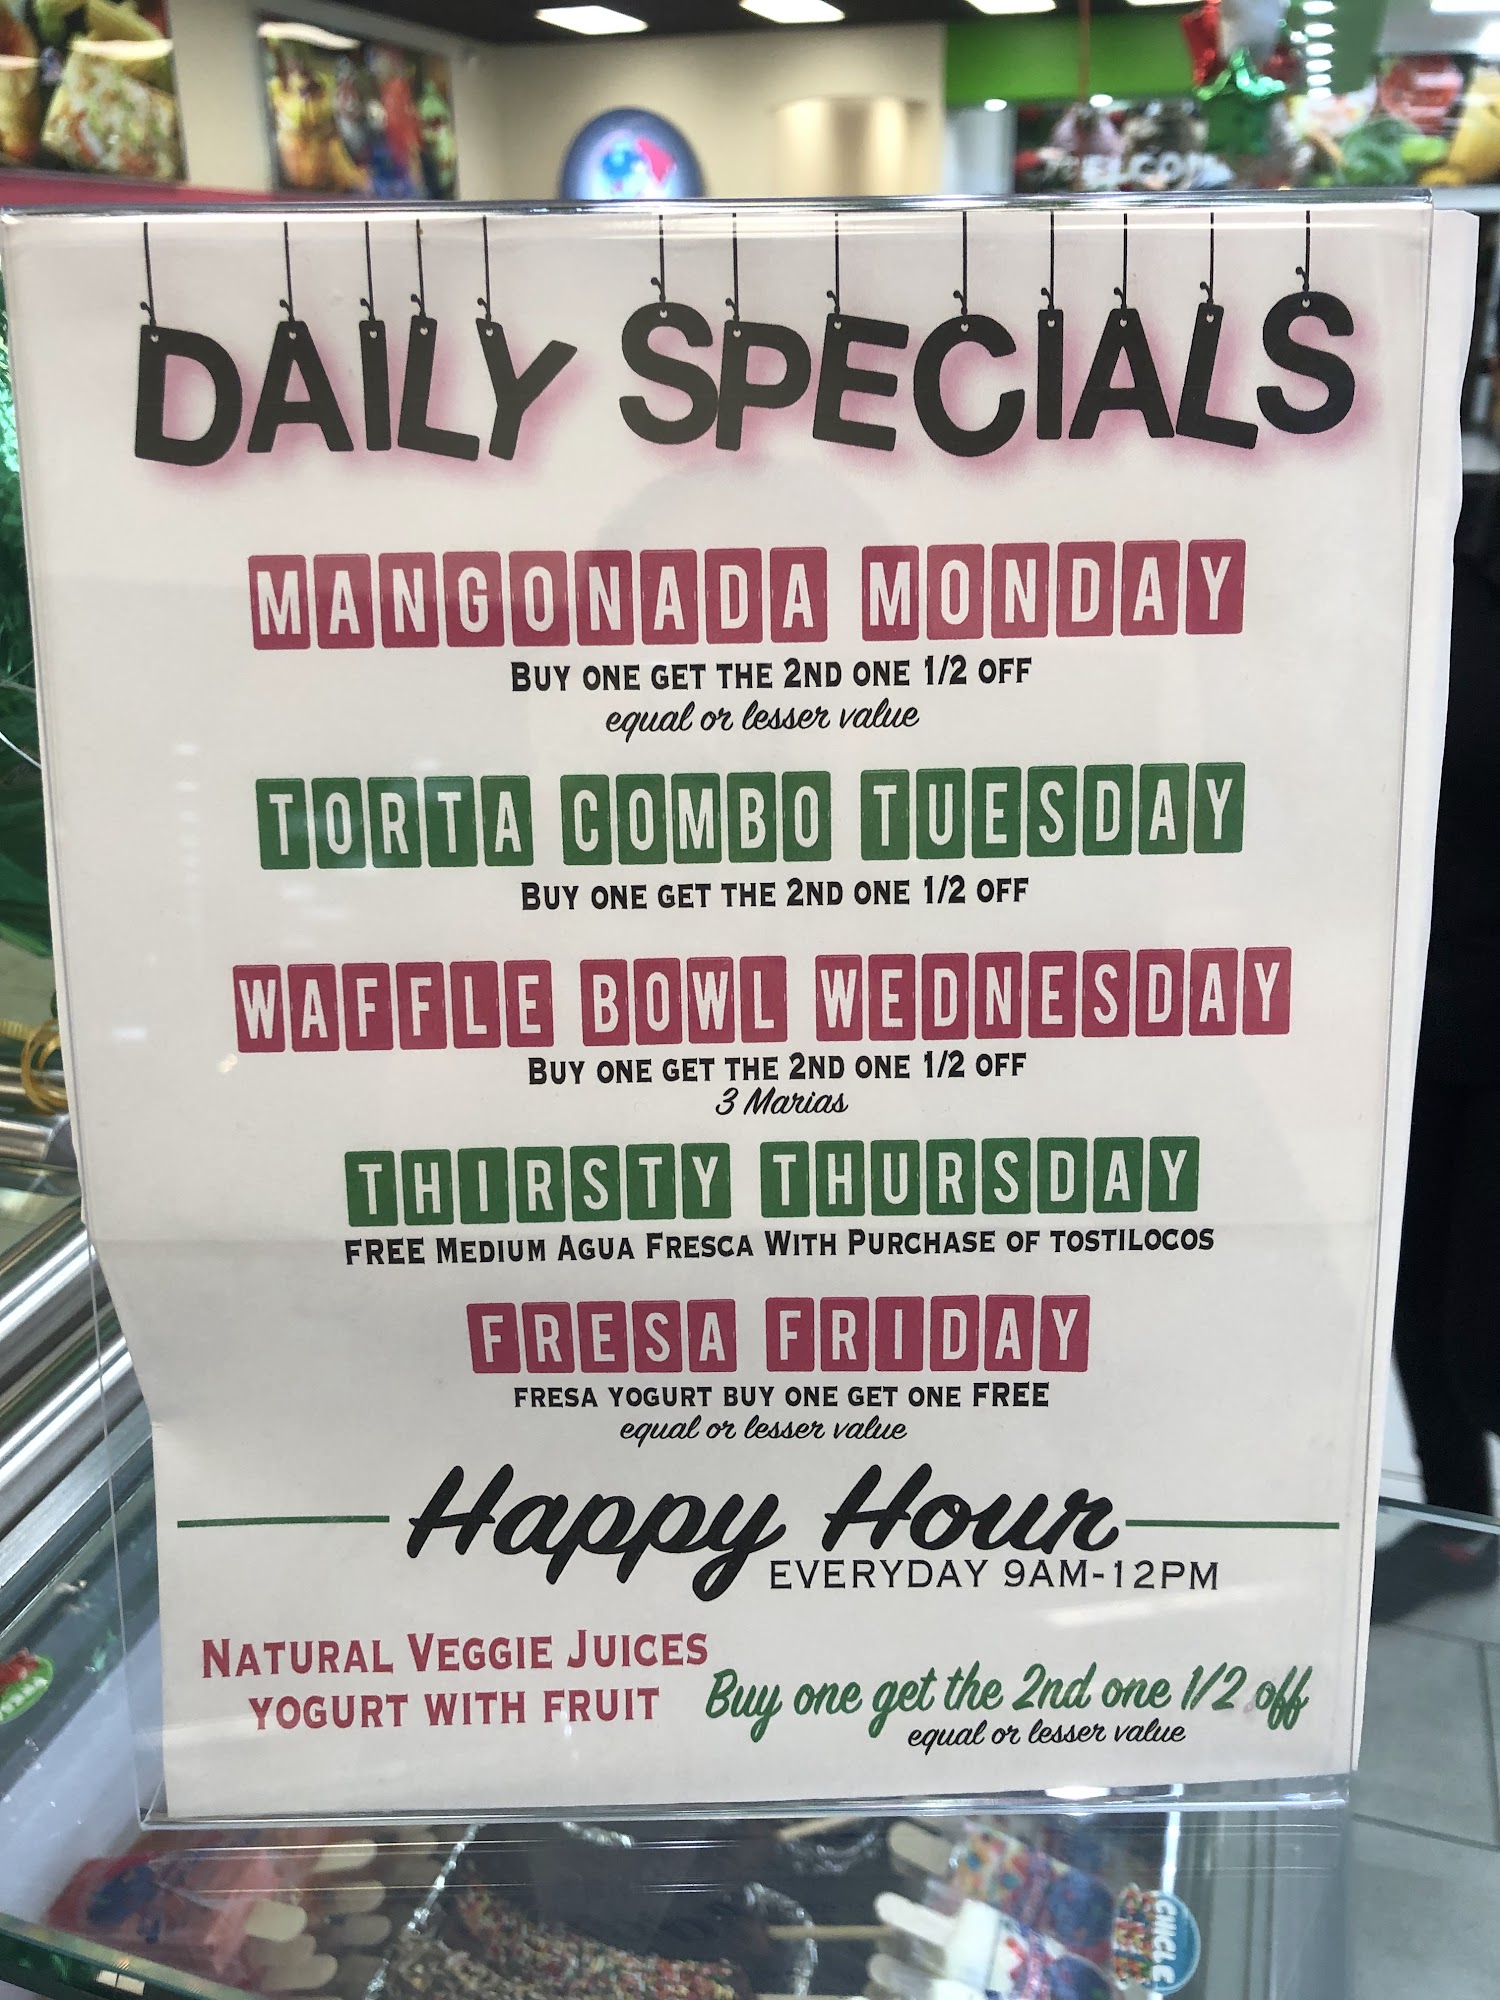 WELCOM
DAILY SPECIALS
MANGONADA MONDAY
BUY ONE GET THE 2ND ONE 1/2 OFF
equal or lesser value
TORTA COMBO TUESDAY
BUY ONE GET THE 2ND ONE 1/2 OFF
WAFFLE BOWL WEDNESDAY
BUY ONE GET THE 2ND ONE 1/2 OFF
3 Marias
THIRSTY THURSDAY
FREE MEDIUM AGUA FRESCA WITH PURCHASE OF TOSTILOCOS
FRESA FRIDAY
FRESA YOGURT BUY ONE GET ONE FREE
equal or lesser value
Happy Hour
EVERYDAY 9AM-12PM
NATURAL VEGGIE JUICES
YOGURT WITH FRUIT
Buy one get the 2nd one 1/2 off
equal or lesser value